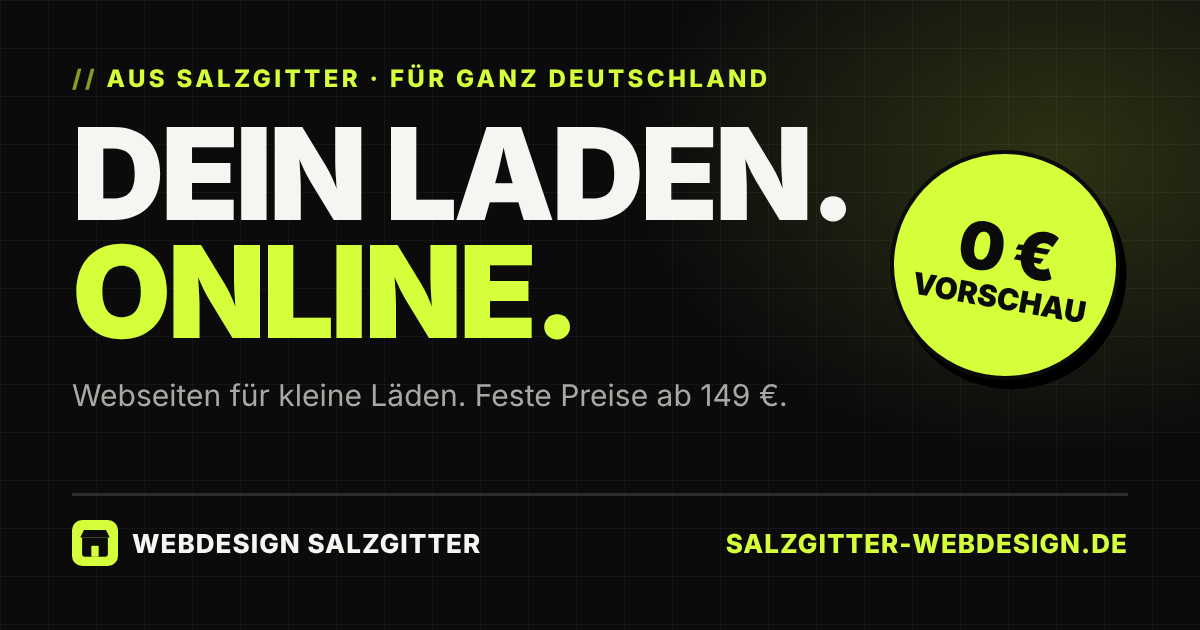 // AUS SALZGITTER · FÜR GANZ DEUTSCHLAND
DEIN LADEN.
ONLINE.
0 €
VORSCHAU
Webseiten für kleine Läden. Feste Preise ab 149 €.
WEBDESIGN SALZGITTER
SALZGITTER-WEBDESIGN.DE